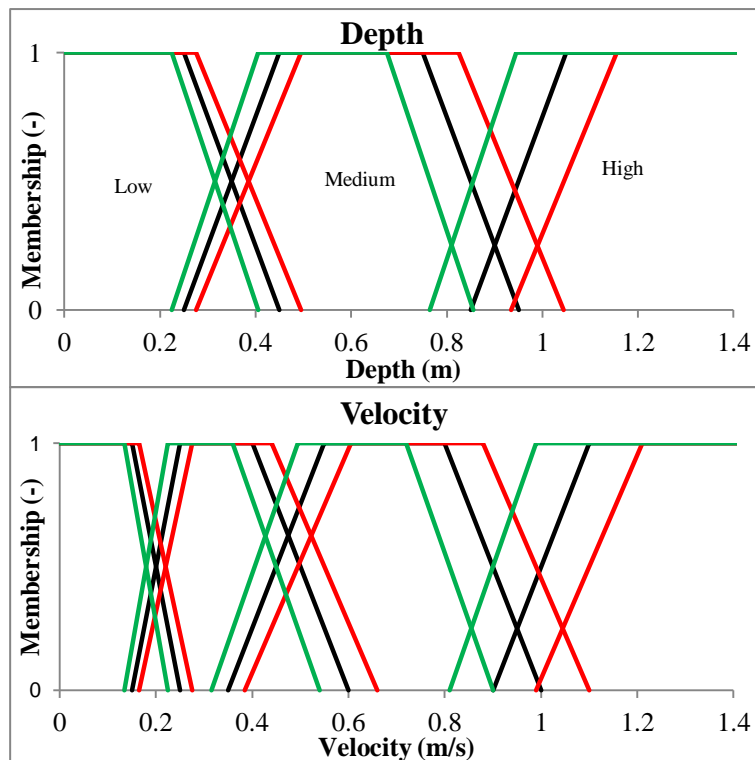 Depth
1
Membership (-)
Low
Medium
High
0
0 0.2 0.4 0.6 0.8 1 1.2 1.4
Depth (m)
Velocity
1
Membership (-)
0
0 0.2 0.4 0.6 0.8 1 1.2 1.4
Velocity (m/s)